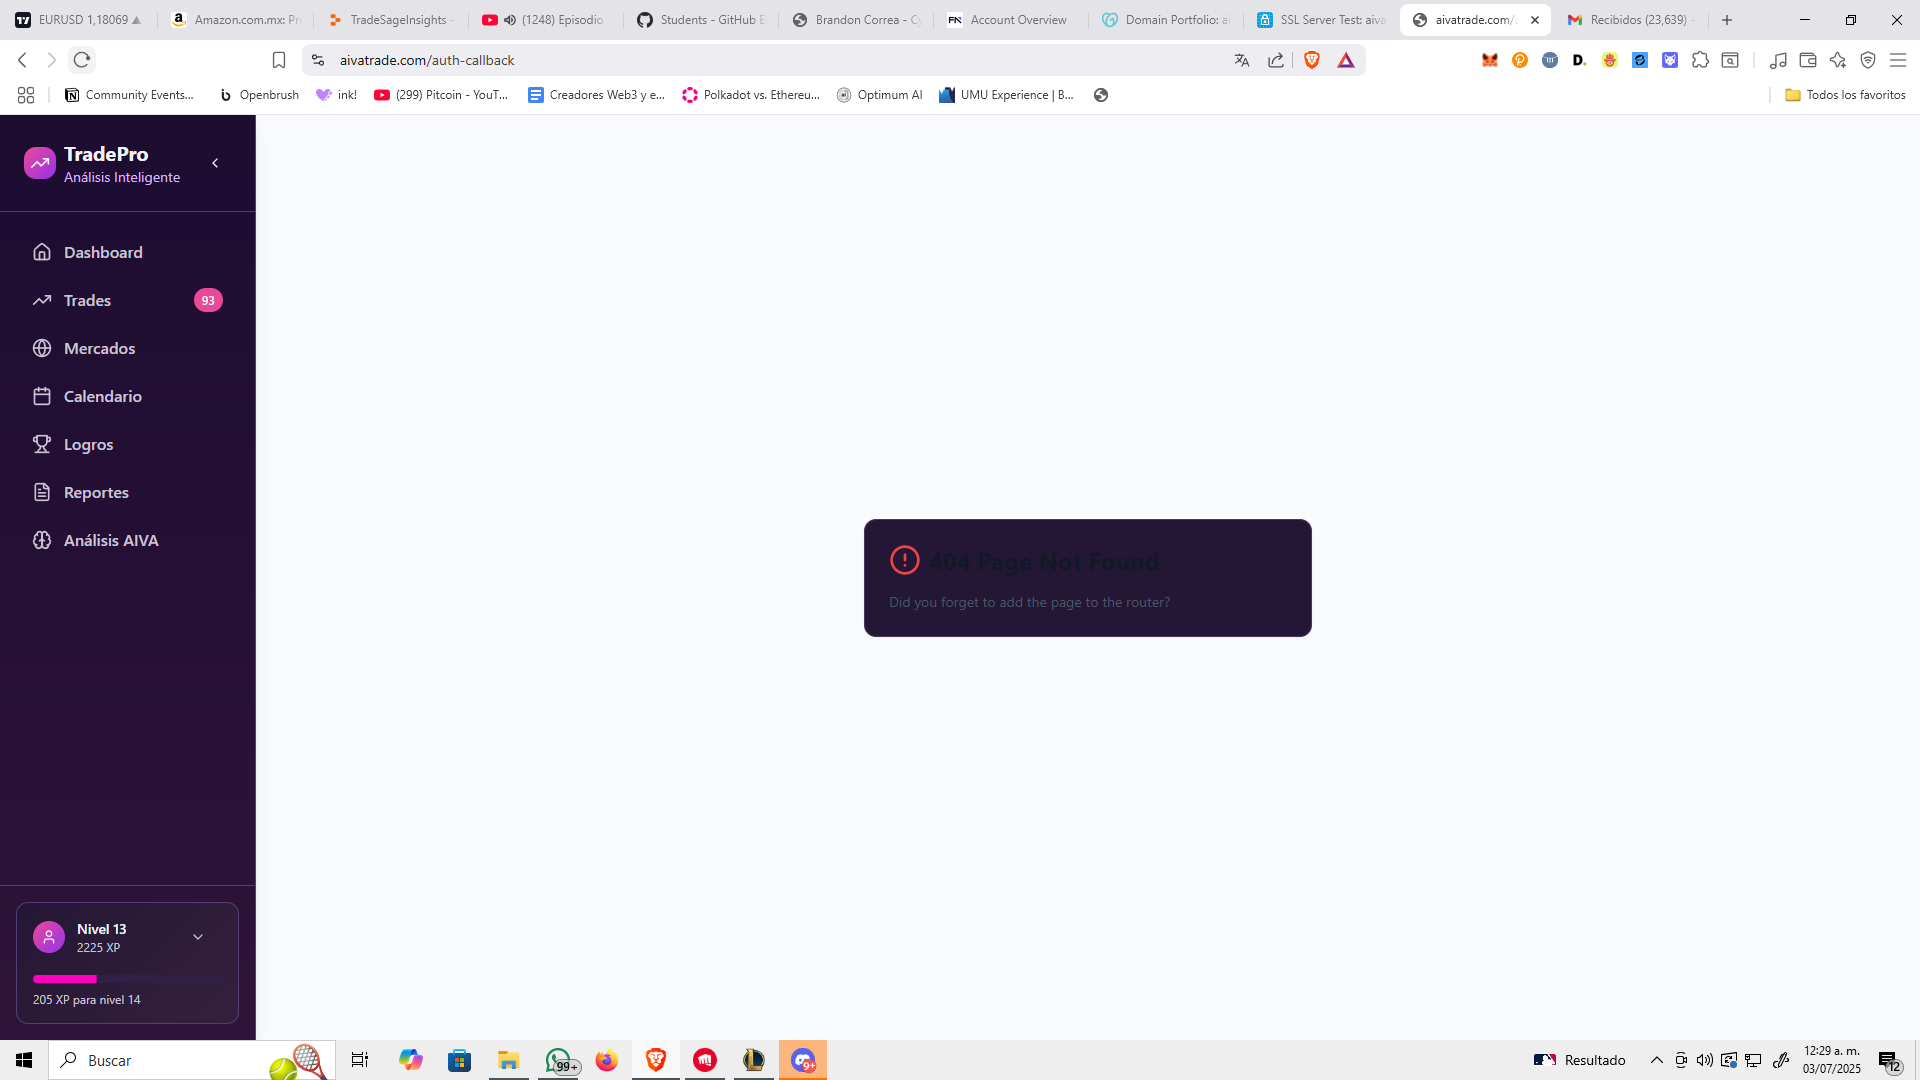 EURUSD 1,18069
Amazon.com.mx: Pr
TradeSageInsights -
(1248) Episodio
Students - GitHub E
Brandon Correa - Cy
FN
Account Overview
Domain Portfolio: ai
SSL Server Test: aiva
aivatrade.com/a
Recibidos (23,639) -
aivatrade.com/auth-callback
Community Events...
Openbrush
ink!
(299) Pitcoin - YouT...
Creadores Web3 y e...
Polkadot vs. Ethereu...
Optimum AI
UMU Experience | B...
Todos los favoritos
TradePro
Análisis Inteligente
Dashboard
Trades
93
Mercados
Calendario
Logros
Reportes
Análisis AIVA
404 Page Not Found
Did you forget to add the page to the router?
Nivel 13
2225 XP
205 XP para nivel 14
Buscar
99+
9+
Resultado
12:29 a. m.
03/07/2025
12